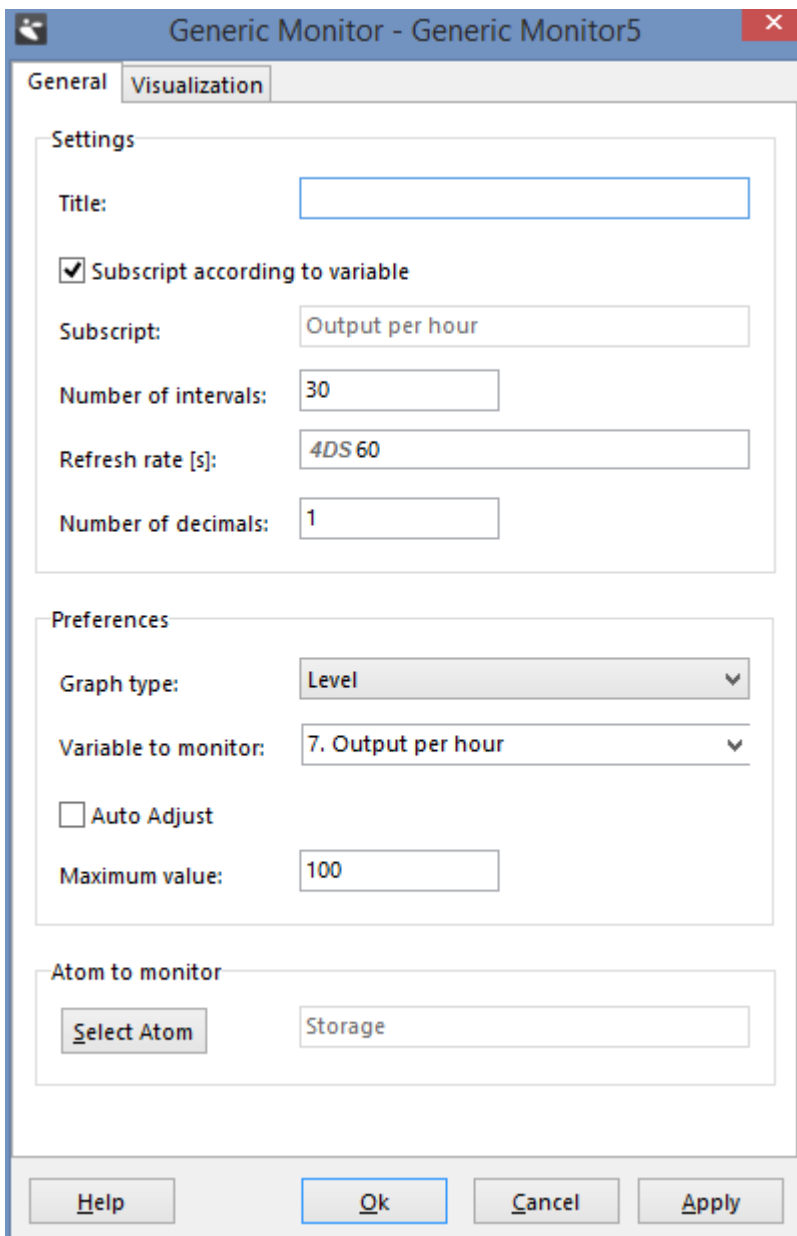 Generic Monitor - Generic Monitor5
General Visualization
Settings
Title:
Subscript according to variable
Subscript: Output per hour
Number of intervals: 30
Refresh rate [s]: 4DS 60
Number of decimals: 1
Preferences
Graph type: Level
Variable to monitor: 7. Output per hour
Auto Adjust
Maximum value: 100
Atom to monitor
Select Atom Storage
Help Ok Cancel Apply